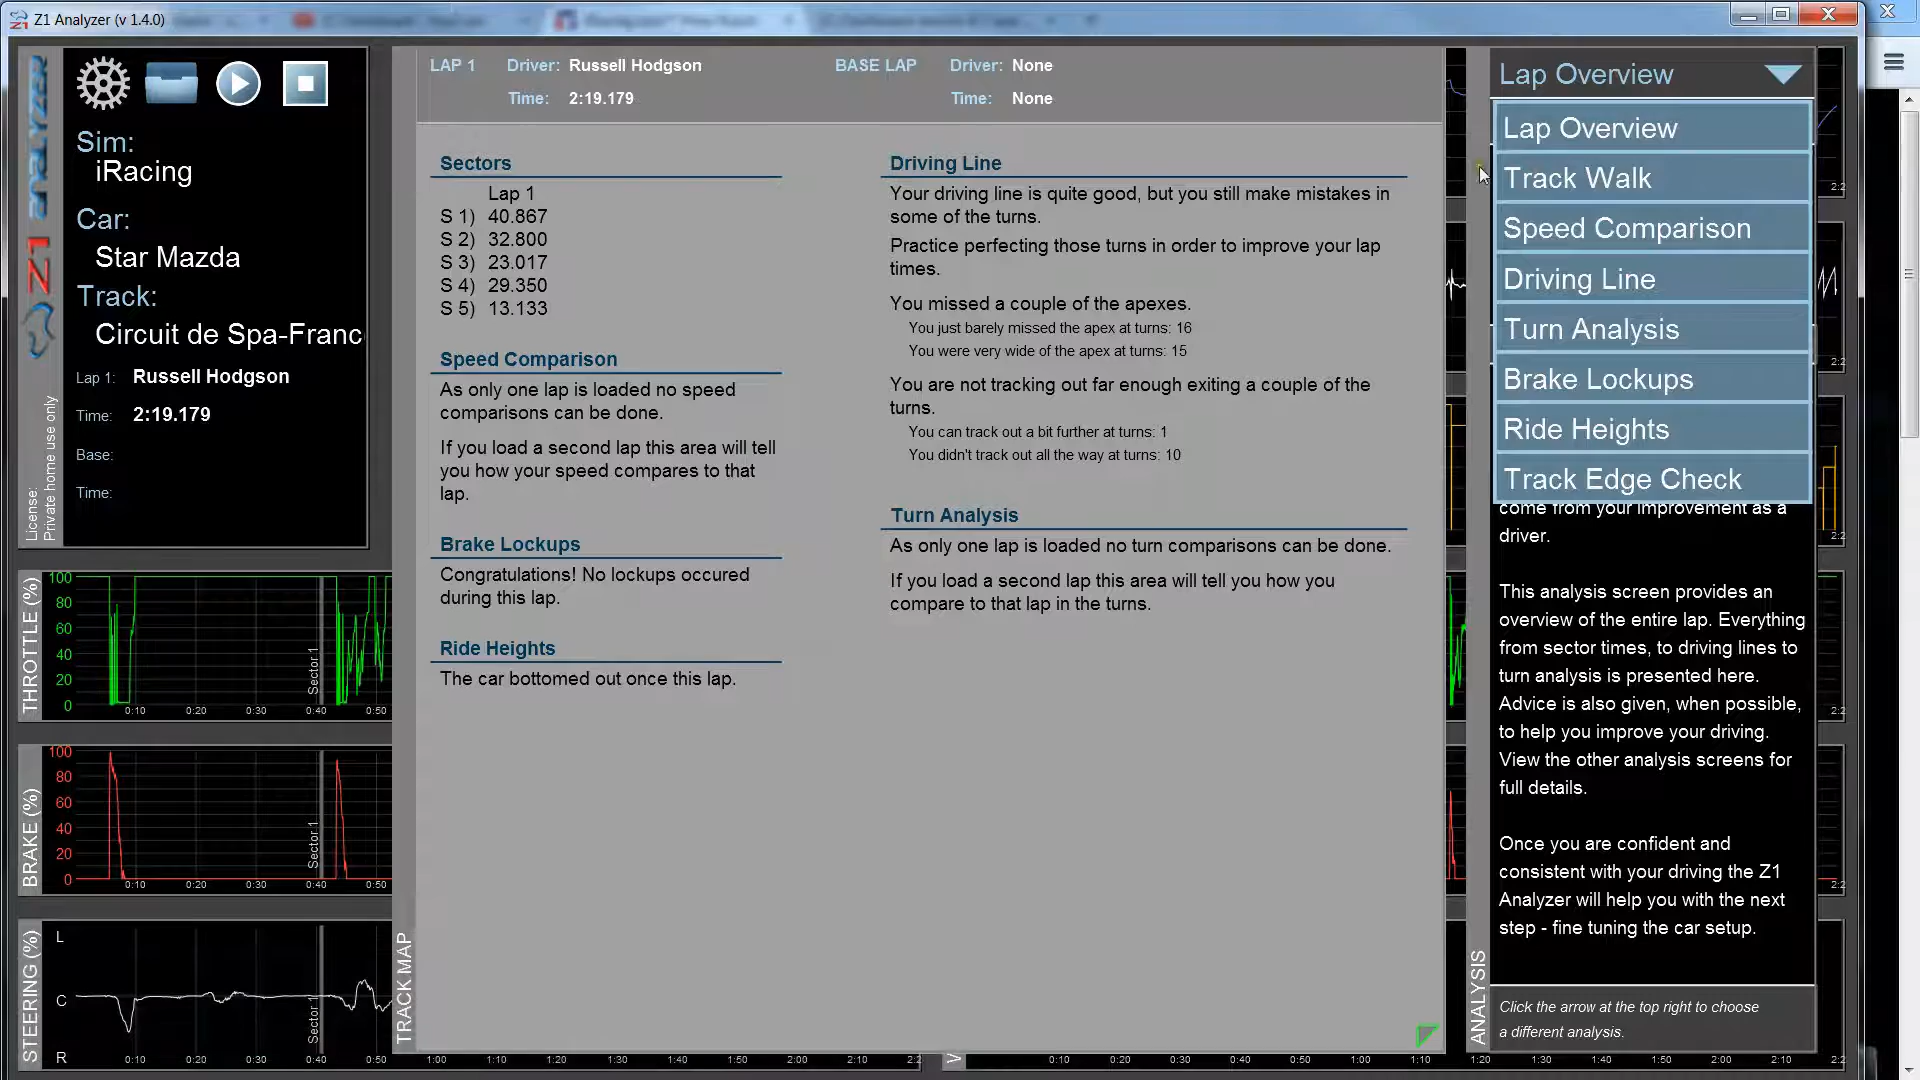 Z1 Analyzer (v 1.4.0)
Z1 ANALYZER
License:
Private home use only
Sim:
iRacing
Car:
Star Mazda
Track:
Circuit de Spa-Franc
Lap 1: Russell Hodgson
Time: 2:19.179
Base:
Time:
LAP 1 Driver: Russell Hodgson BASE LAP Driver: None
Time: 2:19.179 Time: None
Sectors
Lap 1
S 1) 40.867
S 2) 32.800
S 3) 23.017
S 4) 29.350
S 5) 13.133
Speed Comparison
As only one lap is loaded no speed
comparisons can be done.
If you load a second lap this area will tell
you how your speed compares to that
lap.
Brake Lockups
Congratulations! No lockups occured
during this lap.
Ride Heights
The car bottomed out once this lap.
Driving Line
Your driving line is quite good, but you still make mistakes in
some of the turns.
Practice perfecting those turns in order to improve your lap
times.
You missed a couple of the apexes.
You just barely missed the apex at turns: 16
You were very wide of the apex at turns: 15
You are not tracking out far enough exiting a couple of the
turns.
You can track out a bit further at turns: 1
You didn't track out all the way at turns: 10
Turn Analysis
As only one lap is loaded no turn comparisons can be done.
If you load a second lap this area will tell you how you
compare to that lap in the turns.
Lap Overview
Lap Overview
Track Walk
Speed Comparison
Driving Line
Turn Analysis
Brake Lockups
Ride Heights
Track Edge Check
come from your improvement as a
driver.
This analysis screen provides an
overview of the entire lap. Everything
from sector times, to driving lines to
turn analysis is presented here.
Advice is also given, when possible,
to help you improve your driving.
View the other analysis screens for
full details.
Once you are confident and
consistent with your driving the Z1
Analyzer will help you with the next
step - fine tuning the car setup.
Click the arrow at the top right to choose
a different analysis.
ANALYSIS
TRACK MAP
THROTTLE (%)
100
80
60
40
20
0
Sector 1
0:10 0:20 0:30 0:40 0:50
BRAKE (%)
100
80
60
40
20
0
Sector 1
0:10 0:20 0:30 0:40 0:50
STEERING (%)
L
C
R
Sector 1
0:10 0:20 0:30 0:40 0:50 1:00 1:10 1:20 1:30 1:40 1:50 2:00 2:10 2:2
0:10 0:20 0:30 0:40 0:50 1:00 1:10 1:20 1:30 1:40 1:50 2:00 2:10 2:2
2:2
2:2
2:2
2:2
2:2